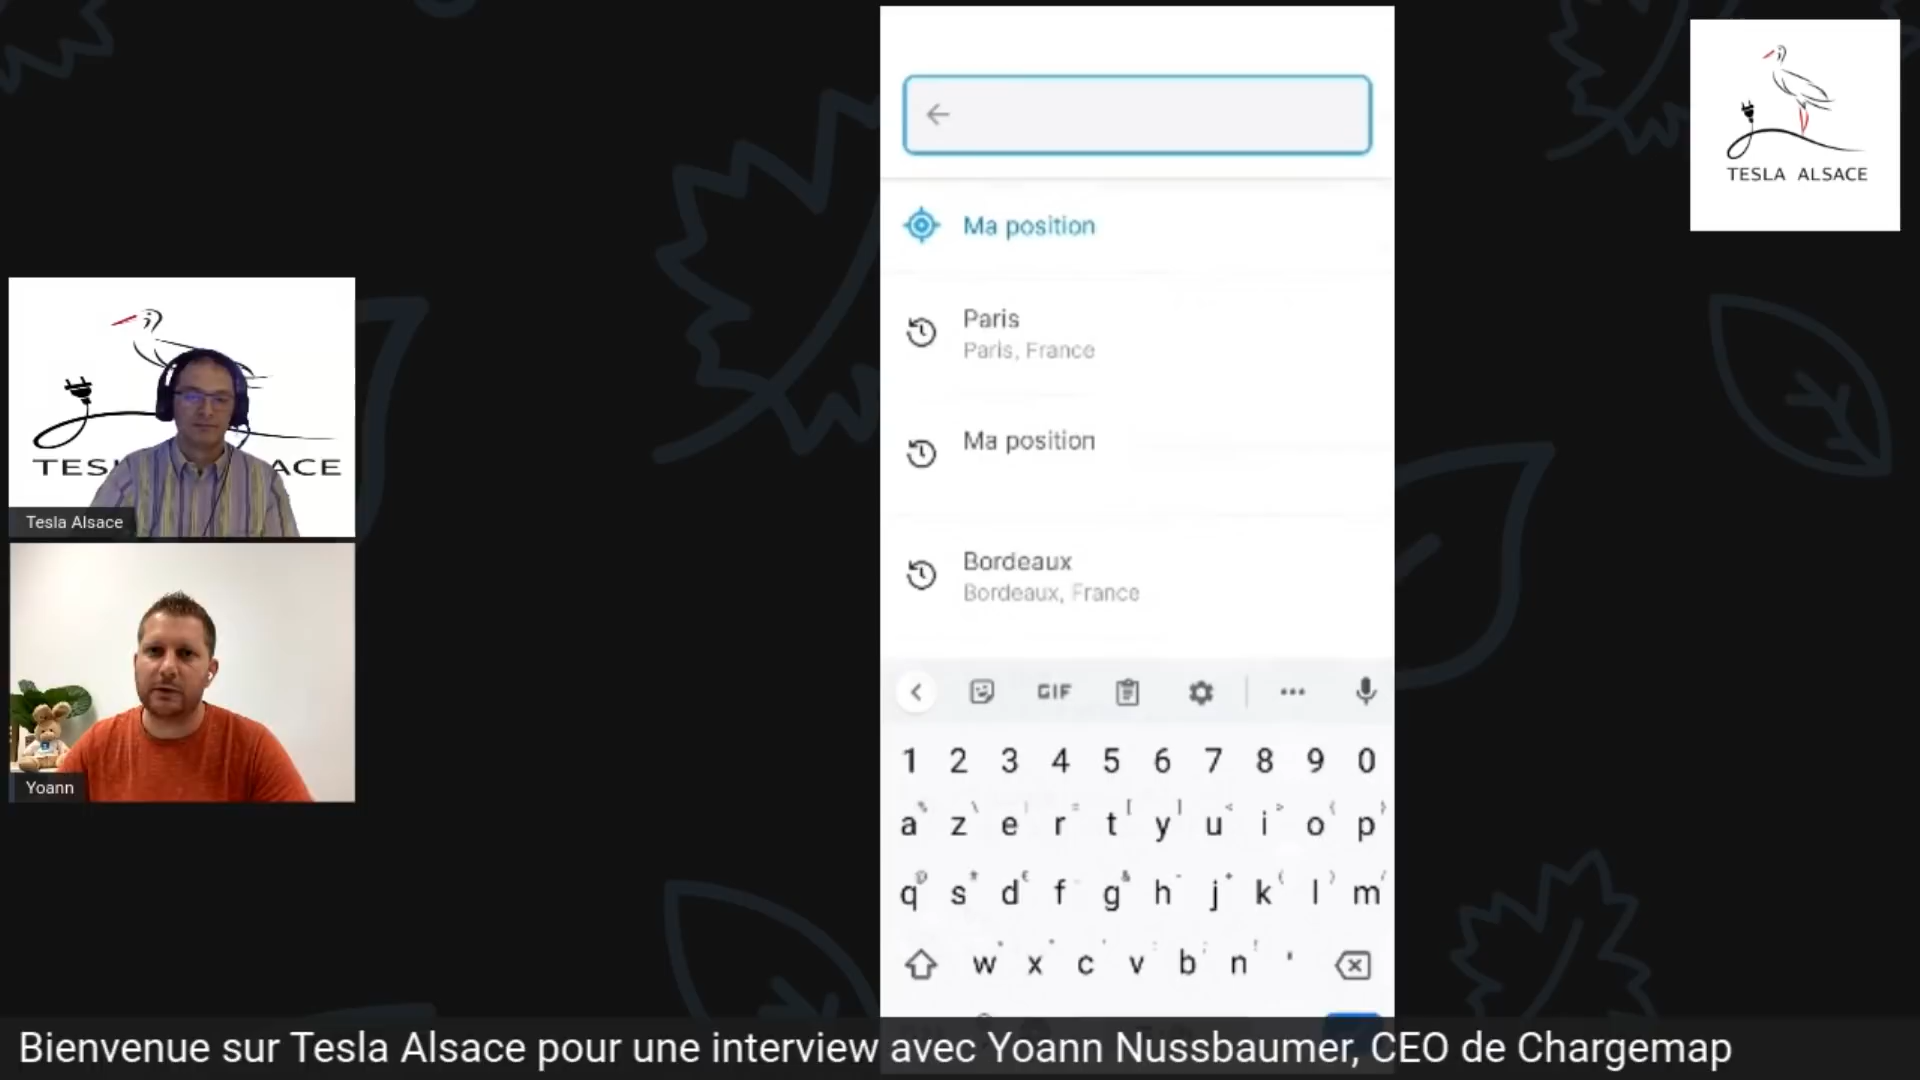 TESLA ALSACE
Ma position
Paris
Paris, France
Ma position
Bordeaux
Bordeaux, France
GIF
1 2 3 4 5 6 7 8 9 0
a z e r t y u i o p
q s d f g h j k l m
w x c v b n '
TES ACE
Tesla Alsace
Yoann
Bienvenue sur Tesla Alsace pour une interview avec Yoann Nussbaumer, CEO de Chargemap